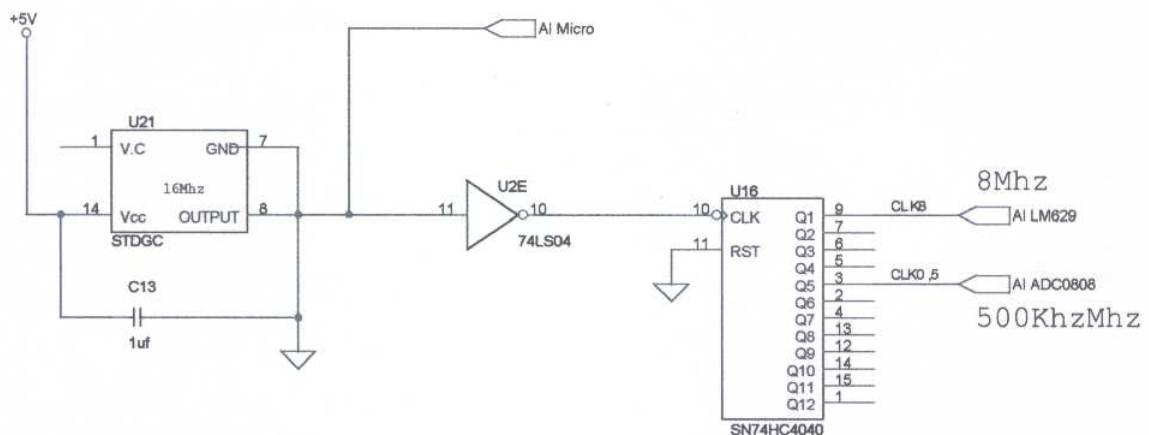 +5V
Al Micro
U21
1 V.C GND 7
16Mhz
14 Vcc OUTPUT 8
STDGC
C13
1uf
U2E
11 10
74LS04
U16
10 CLK
11 RST
Q1 9 CLK8
Q2 7
Q3 6
Q4 5
Q5 3 CLK0,5
Q6 2
Q7 4
Q8 13
Q9 12
Q10 14
Q11 15
Q12 1
SN74HC4040
8Mhz
Al LM629
Al ADC0808
500KhzMhz